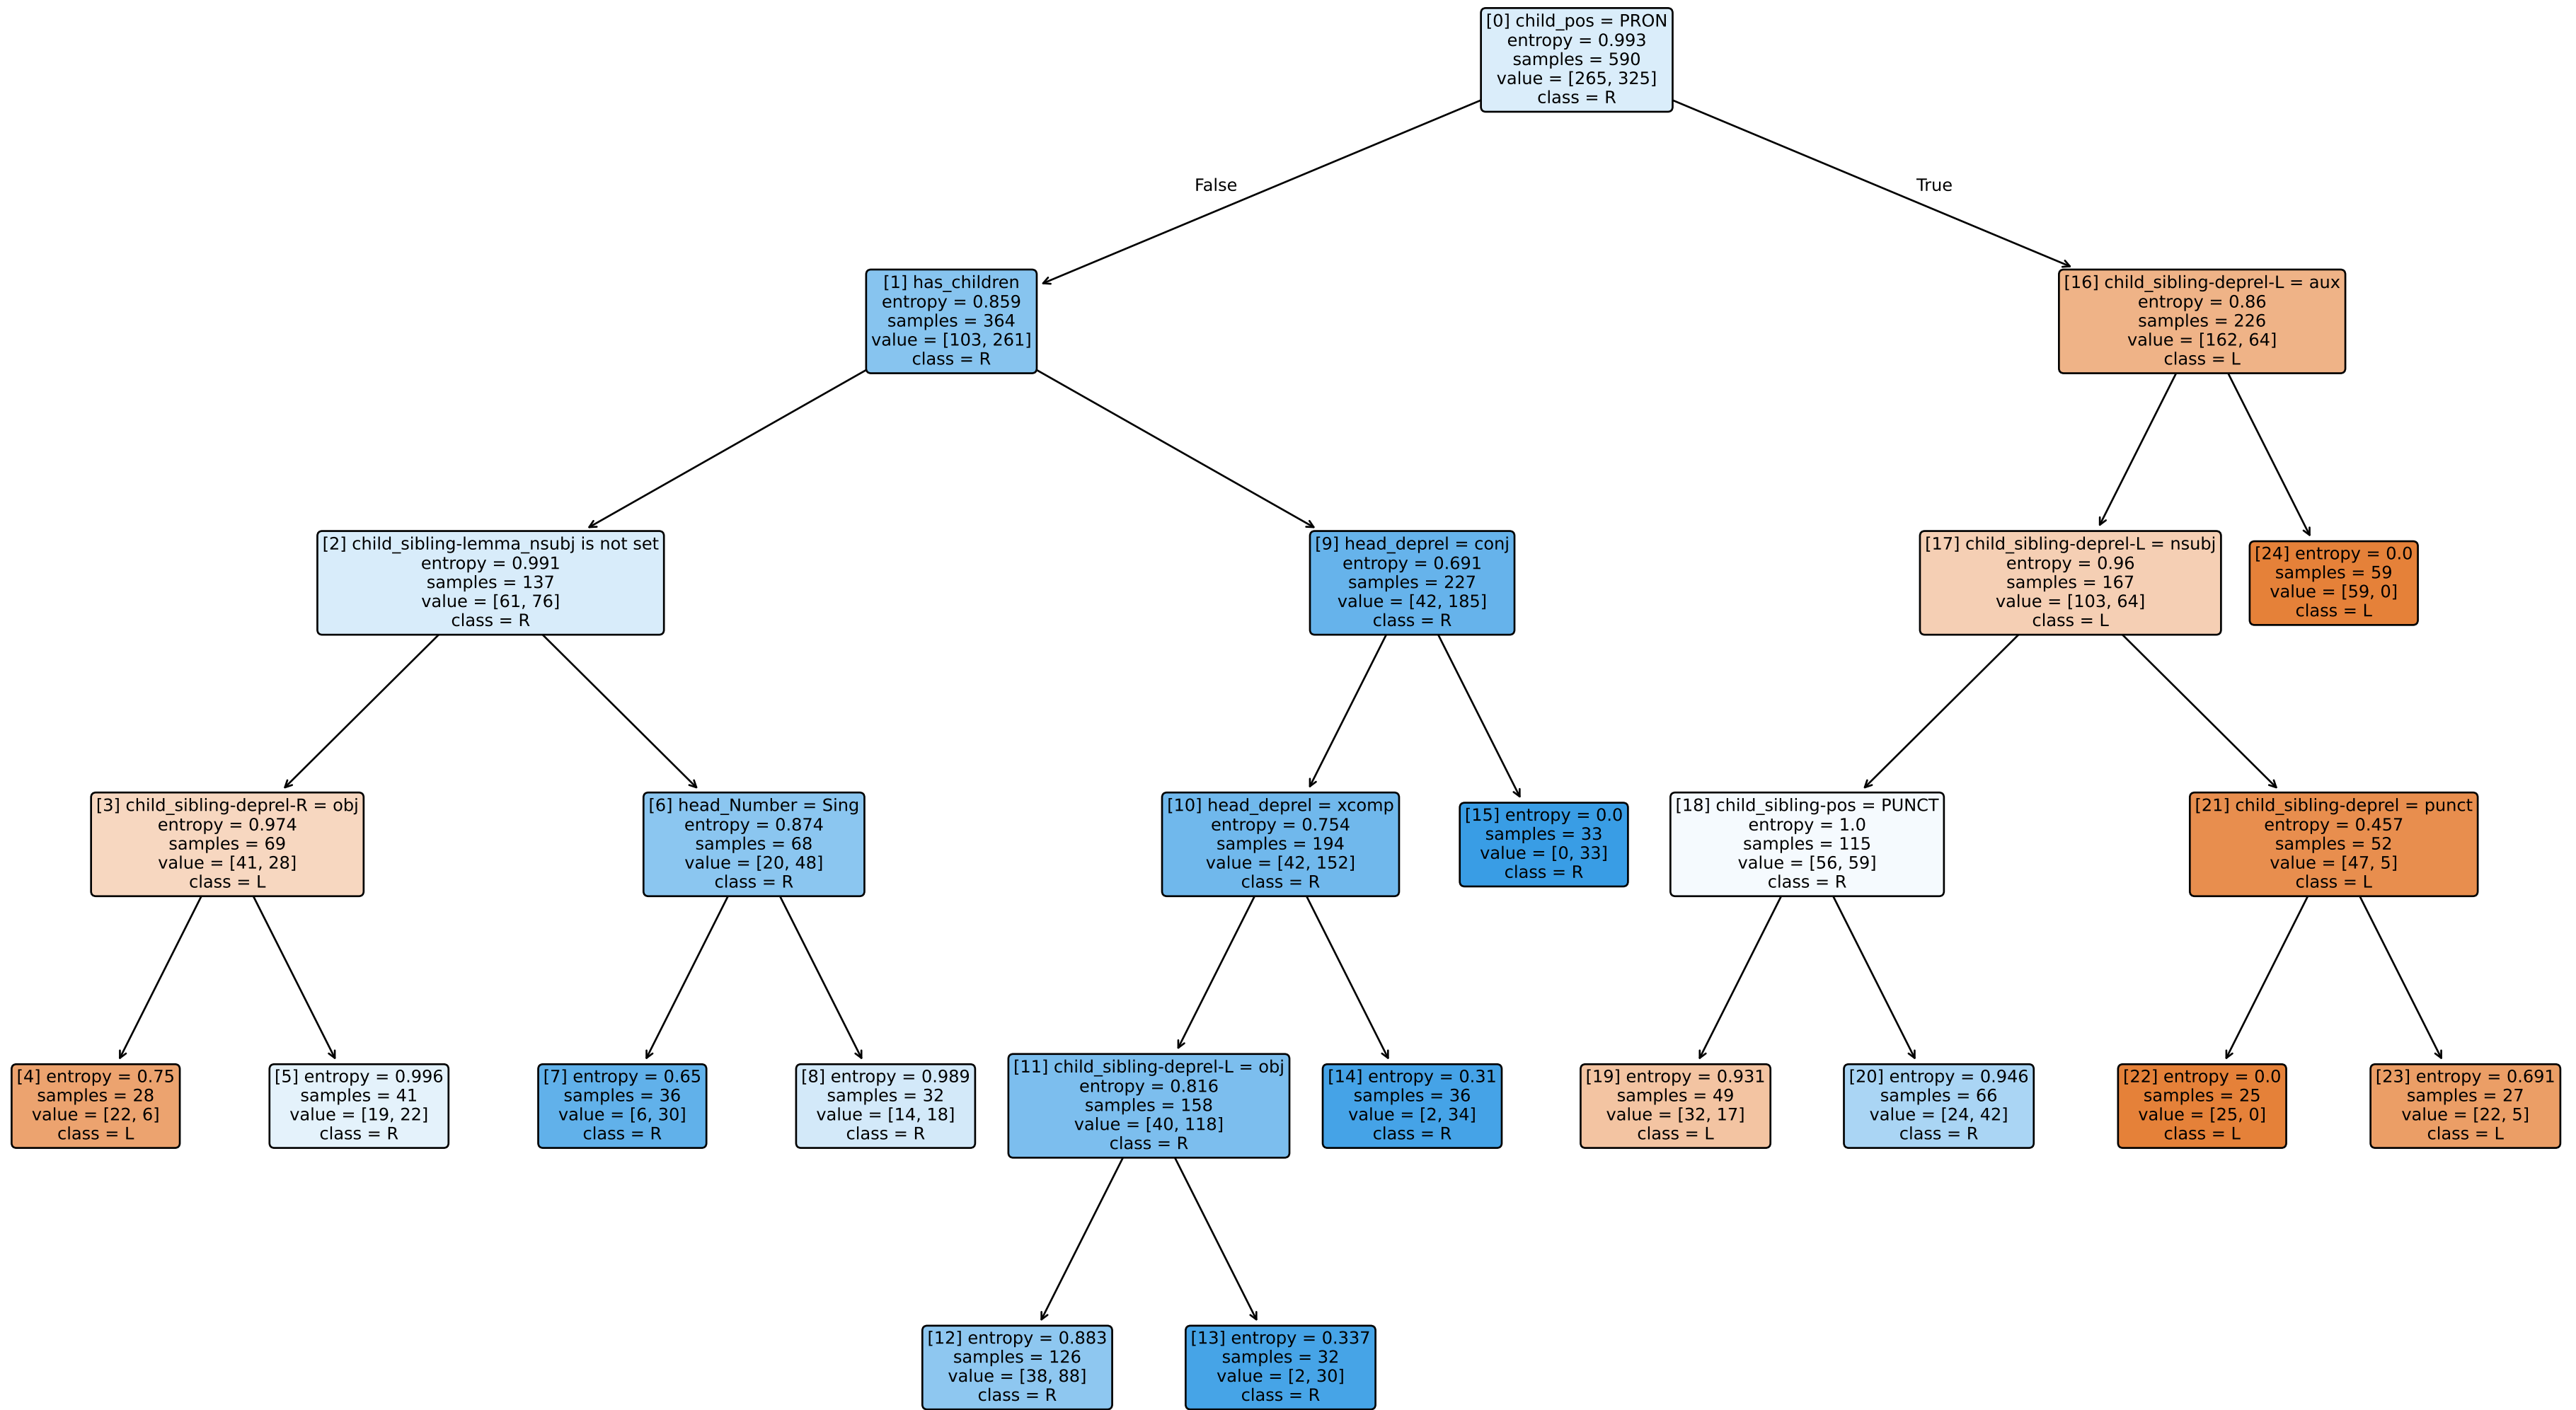 [0] child_pos = PRON
entropy = 0.993
samples = 590
value = [265, 325]
class = R
False
True
[1] has_children
entropy = 0.859
samples = 364
value = [103, 261]
class = R
[16] child_sibling-deprel-L = aux
entropy = 0.86
samples = 226
value = [162, 64]
class = L
[2] child_sibling-lemma_nsubj is not set
entropy = 0.991
samples = 137
value = [61, 76]
class = R
[9] head_deprel = conj
entropy = 0.691
samples = 227
value = [42, 185]
class = R
[17] child_sibling-deprel-L = nsubj
entropy = 0.96
samples = 167
value = [103, 64]
class = L
[24] entropy = 0.0
samples = 59
value = [59, 0]
class = L
[3] child_sibling-deprel-R = obj
entropy = 0.974
samples = 69
value = [41, 28]
class = L
[6] head_Number = Sing
entropy = 0.874
samples = 68
value = [20, 48]
class = R
[10] head_deprel = xcomp
entropy = 0.754
samples = 194
value = [42, 152]
class = R
[15] entropy = 0.0
samples = 33
value = [0, 33]
class = R
[18] child_sibling-pos = PUNCT
entropy = 1.0
samples = 115
value = [56, 59]
class = R
[21] child_sibling-deprel = punct
entropy = 0.457
samples = 52
value = [47, 5]
class = L
[4] entropy = 0.75
samples = 28
value = [22, 6]
class = L
[5] entropy = 0.996
samples = 41
value = [19, 22]
class = R
[7] entropy = 0.65
samples = 36
value = [6, 30]
class = R
[8] entropy = 0.989
samples = 32
value = [14, 18]
class = R
[11] child_sibling-deprel-L = obj
entropy = 0.816
samples = 158
value = [40, 118]
class = R
[14] entropy = 0.31
samples = 36
value = [2, 34]
class = R
[19] entropy = 0.931
samples = 49
value = [32, 17]
class = L
[20] entropy = 0.946
samples = 66
value = [24, 42]
class = R
[22] entropy = 0.0
samples = 25
value = [25, 0]
class = L
[23] entropy = 0.691
samples = 27
value = [22, 5]
class = L
[12] entropy = 0.883
samples = 126
value = [38, 88]
class = R
[13] entropy = 0.337
samples = 32
value = [2, 30]
class = R